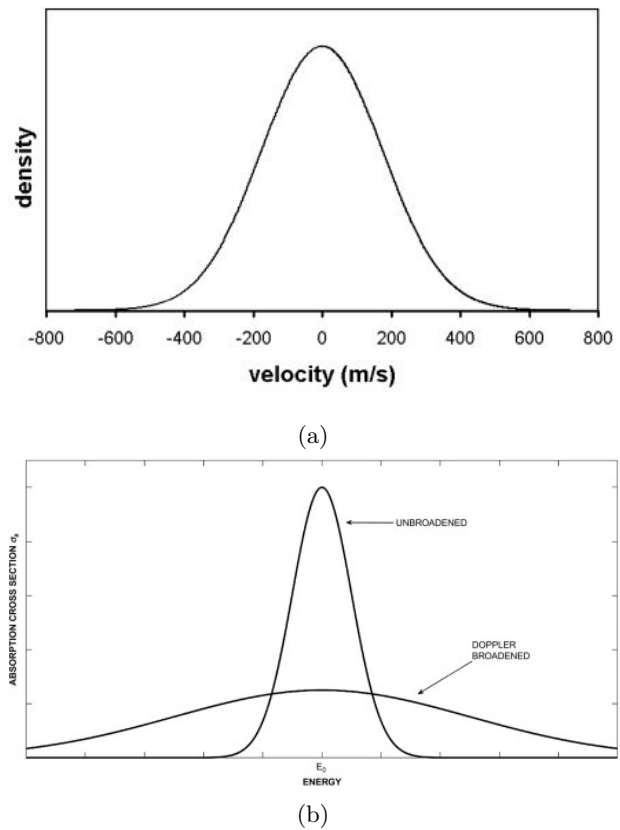 density
-800 -600 -400 -200 0 200 400 600 800
velocity (m/s)
(a)
ABSORPTION CROSS SECTION σₐ
UNBROADENED
DOPPLER
BROADENED
E₀
ENERGY
(b)